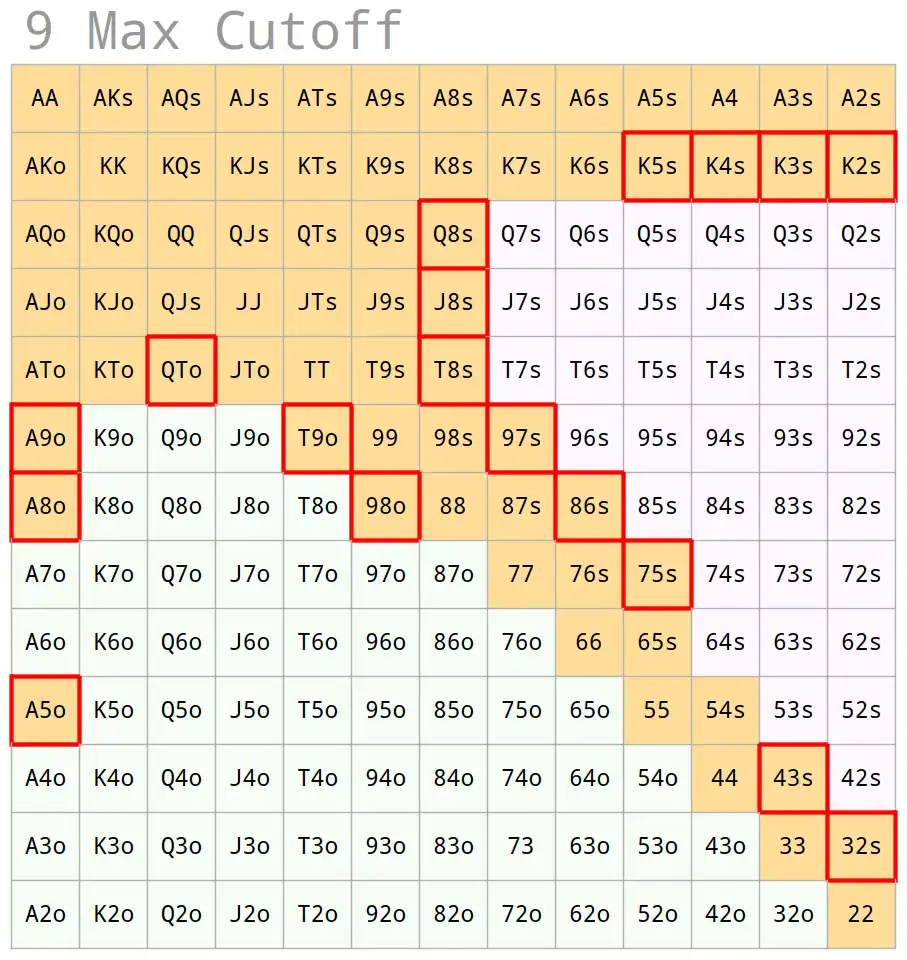 9 Max Cutoff
AA AKs AQs AJs ATs A9s A8s A7s A6s A5s A4 A3s A2s
AKo KK KQs KJs KTs K9s K8s K7s K6s K5s K4s K3s K2s
AQo KQo QQ QJs QTs Q9s Q8s Q7s Q6s Q5s Q4s Q3s Q2s
AJo KJo QJs JJ JTs J9s J8s J7s J6s J5s J4s J3s J2s
ATo KTo QTo JTo TT T9s T8s T7s T6s T5s T4s T3s T2s
A9o K9o Q9o J9o T9o 99 98s 97s 96s 95s 94s 93s 92s
A8o K8o Q8o J8o T8o 98o 88 87s 86s 85s 84s 83s 82s
A7o K7o Q7o J7o T7o 97o 87o 77 76s 75s 74s 73s 72s
A6o K6o Q6o J6o T6o 96o 86o 76o 66 65s 64s 63s 62s
A5o K5o Q5o J5o T5o 95o 85o 75o 65o 55 54s 53s 52s
A4o K4o Q4o J4o T4o 94o 84o 74o 64o 54o 44 43s 42s
A3o K3o Q3o J3o T3o 93o 83o 73 63o 53o 43o 33 32s
A2o K2o Q2o J2o T2o 92o 82o 72o 62o 52o 42o 32o 22